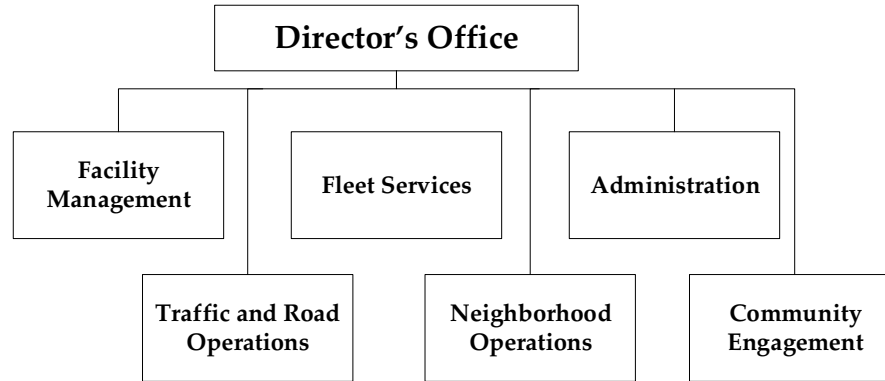 Director’s Office
Facility
Management
Fleet Services
Administration
Traffic and Road
Operations
Neighborhood
Operations
Community
Engagement